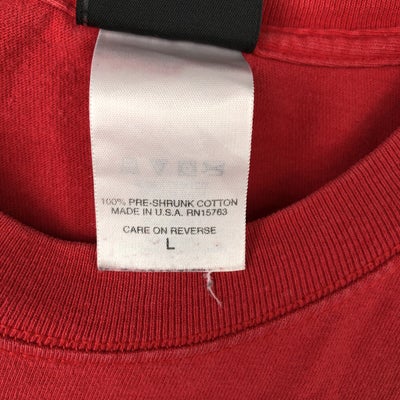 100% PRE-SHRUNK COTTON
MADE IN U.S.A. RN15763
CARE ON REVERSE
L